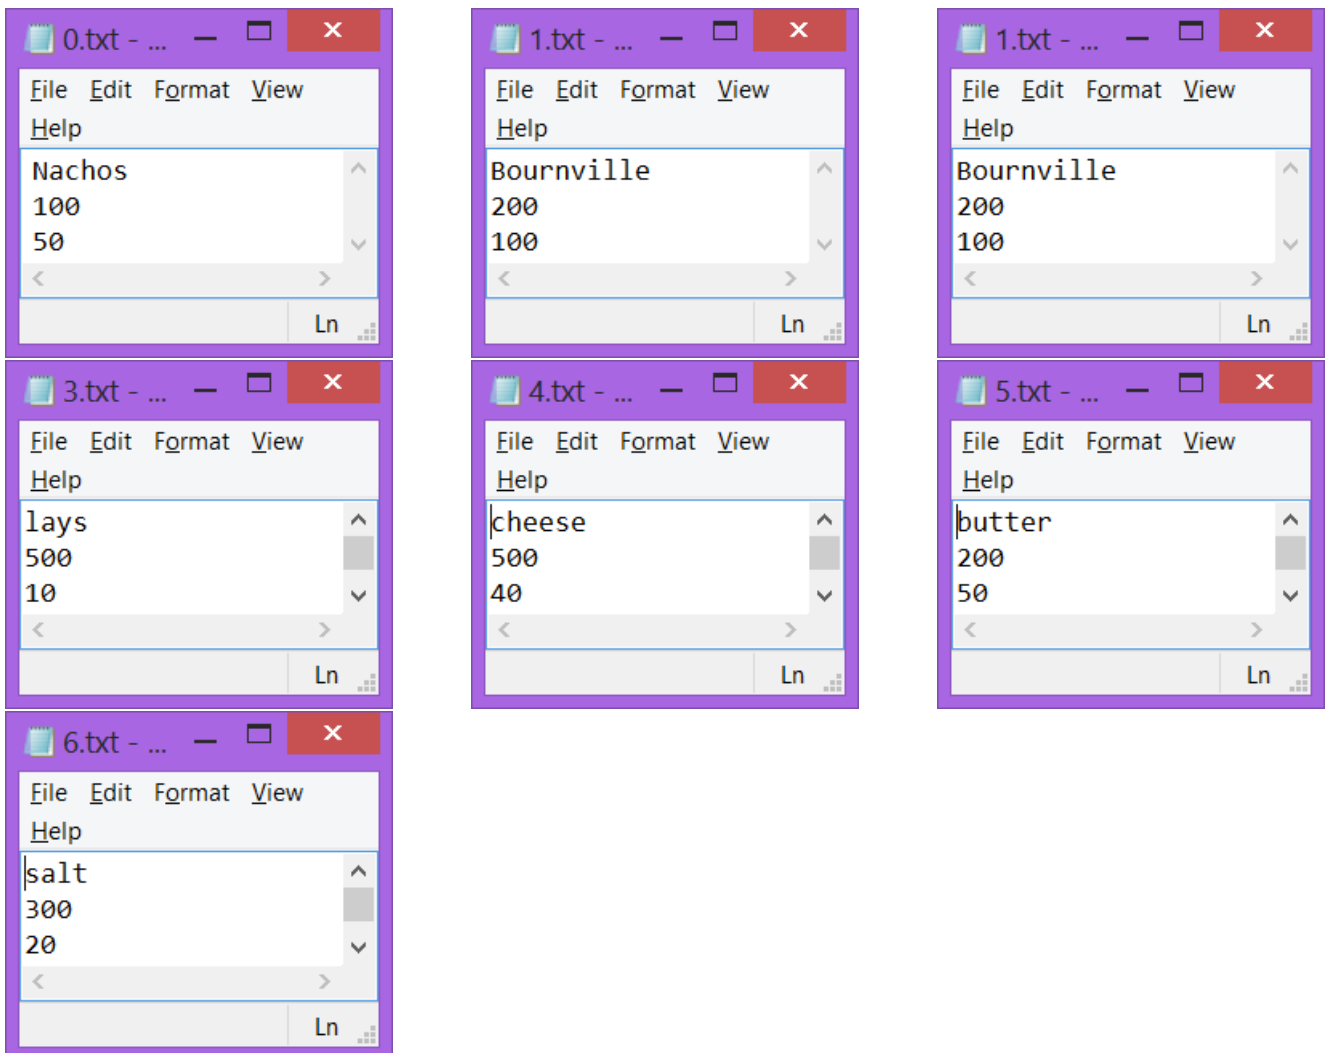 0.txt - ...
File Edit Format View
Help
Nachos
100
50
Ln
1.txt - ...
File Edit Format View
Help
Bournville
200
100
Ln
1.txt - ...
File Edit Format View
Help
Bournville
200
100
Ln
3.txt - ...
File Edit Format View
Help
lays
500
10
Ln
4.txt - ...
File Edit Format View
Help
cheese
500
40
Ln
5.txt - ...
File Edit Format View
Help
butter
200
50
Ln
6.txt - ...
File Edit Format View
Help
salt
300
20
Ln